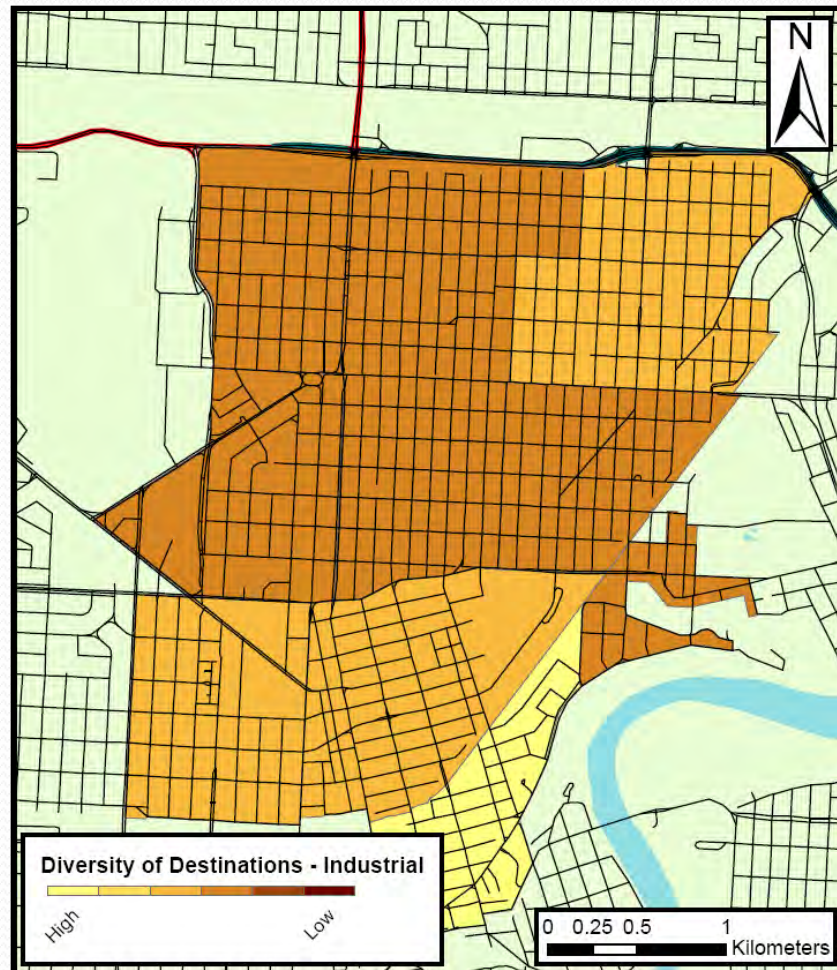 N
Diversity of Destinations - Industrial
High
Low
0 0.25 0.5 1
Kilometers